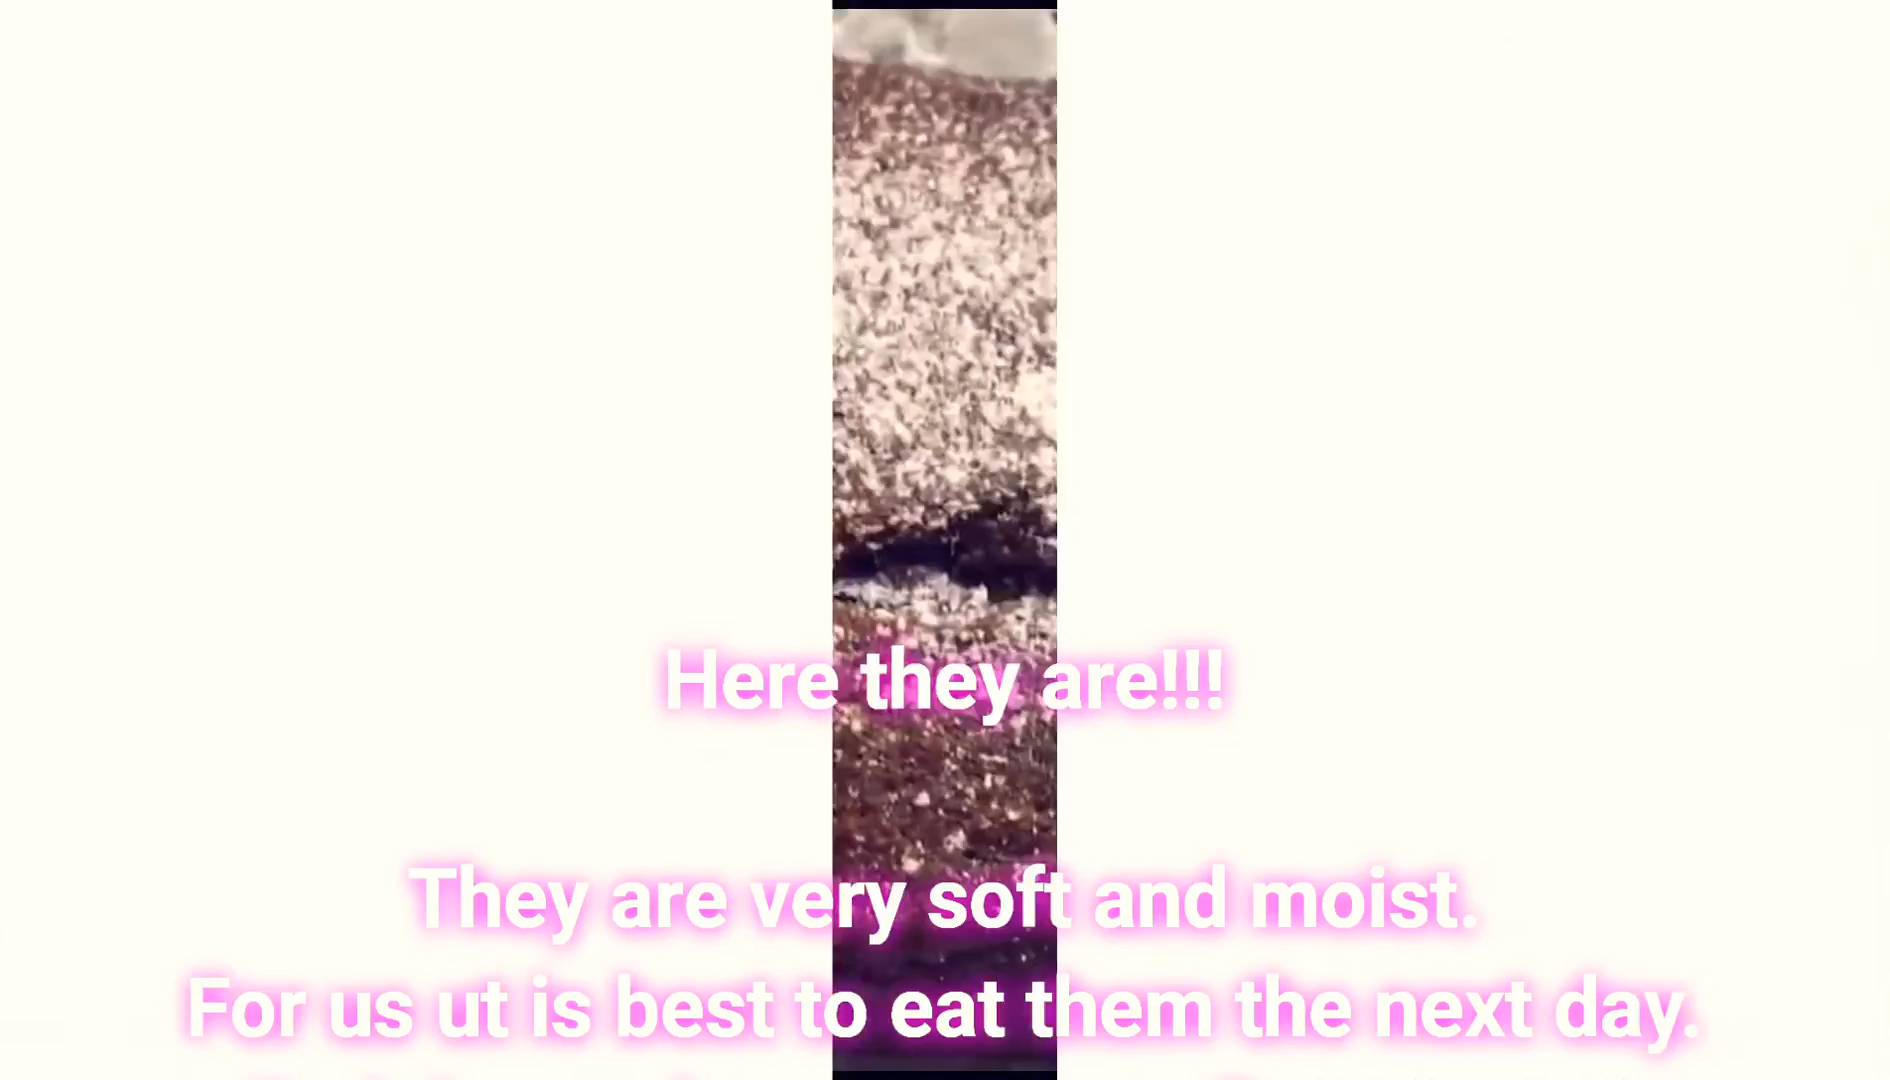 Here they are!!!
They are very soft and moist.
For us ut is best to eat them the next day.